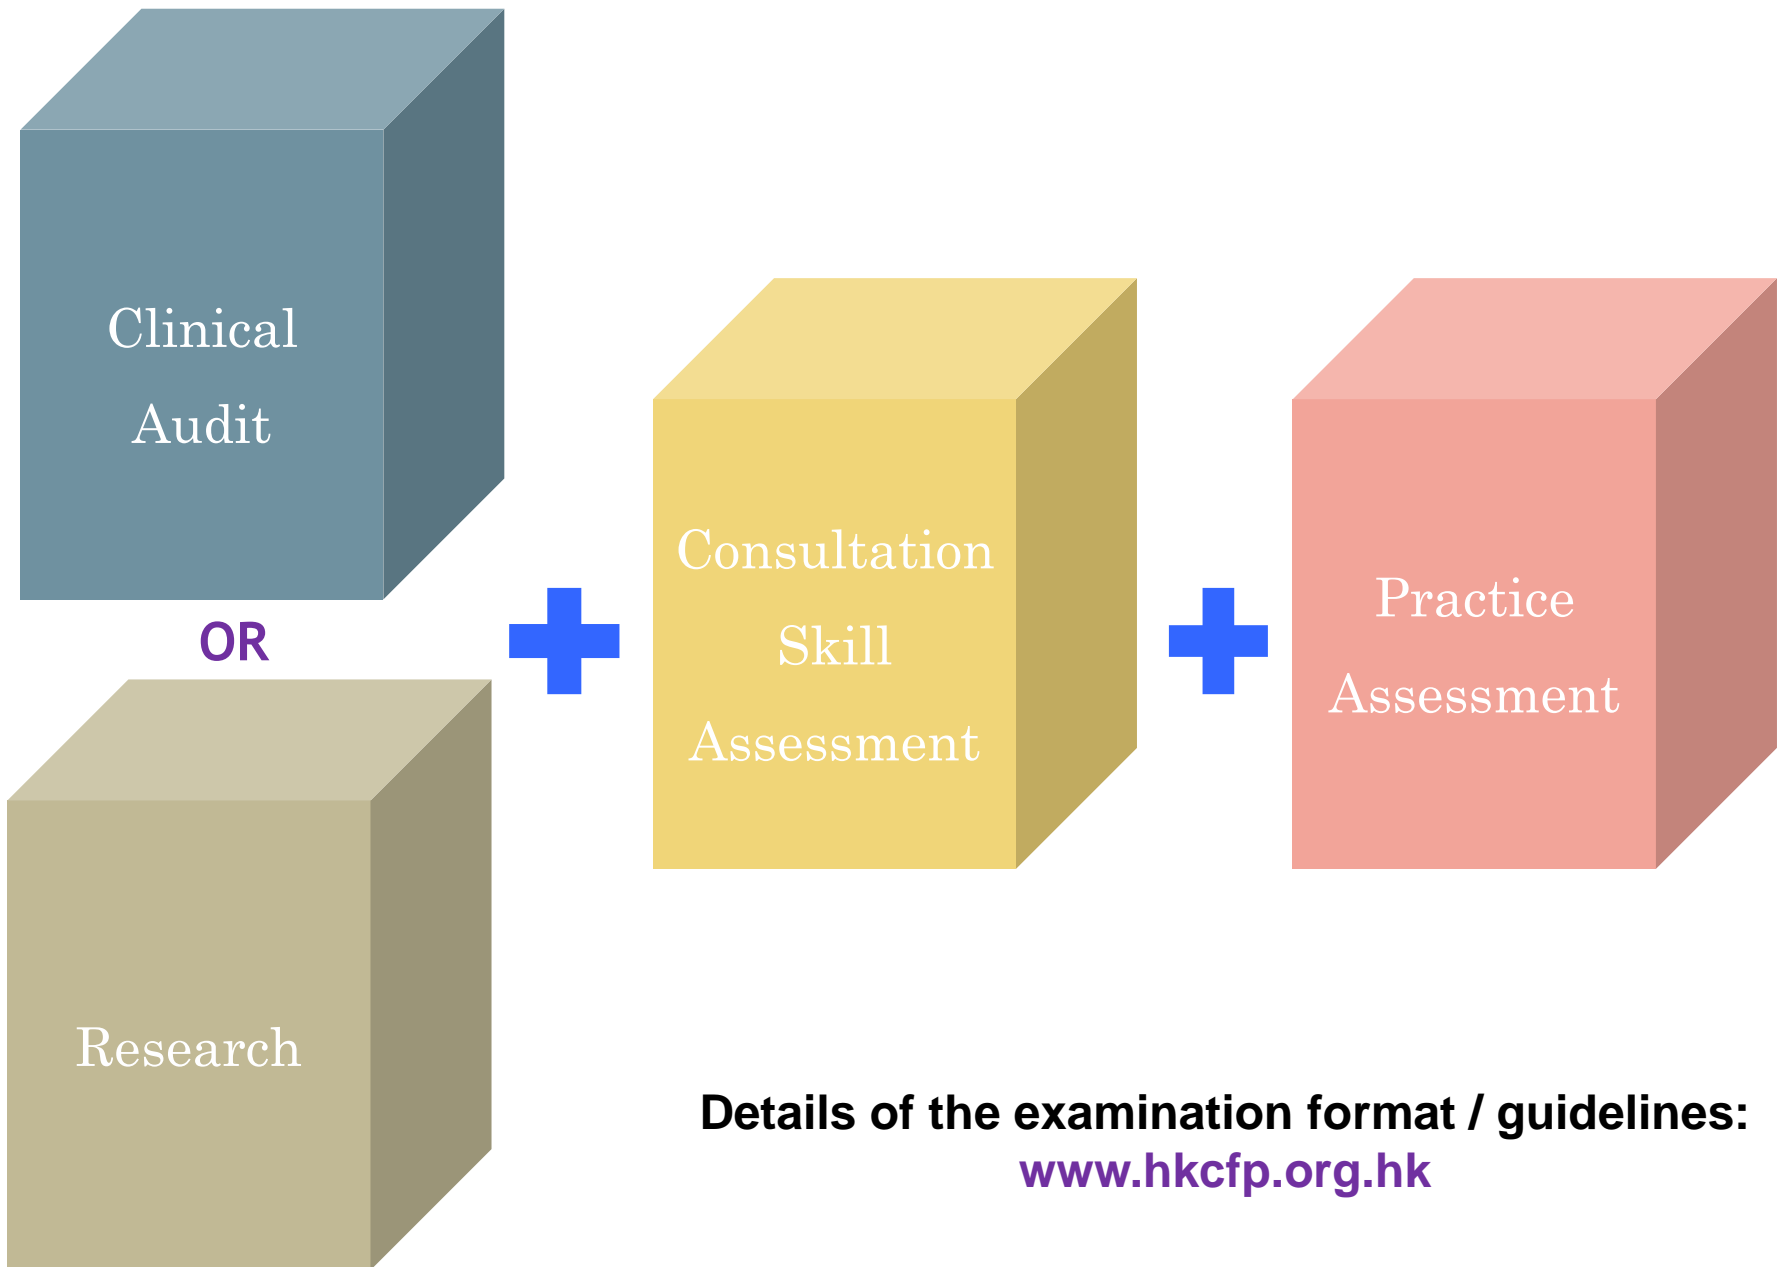 Clinical
Audit
OR
Research
Consultation
Skill
Assessment
Practice
Assessment
Details of the examination format / guidelines:
www.hkcfp.org.hk